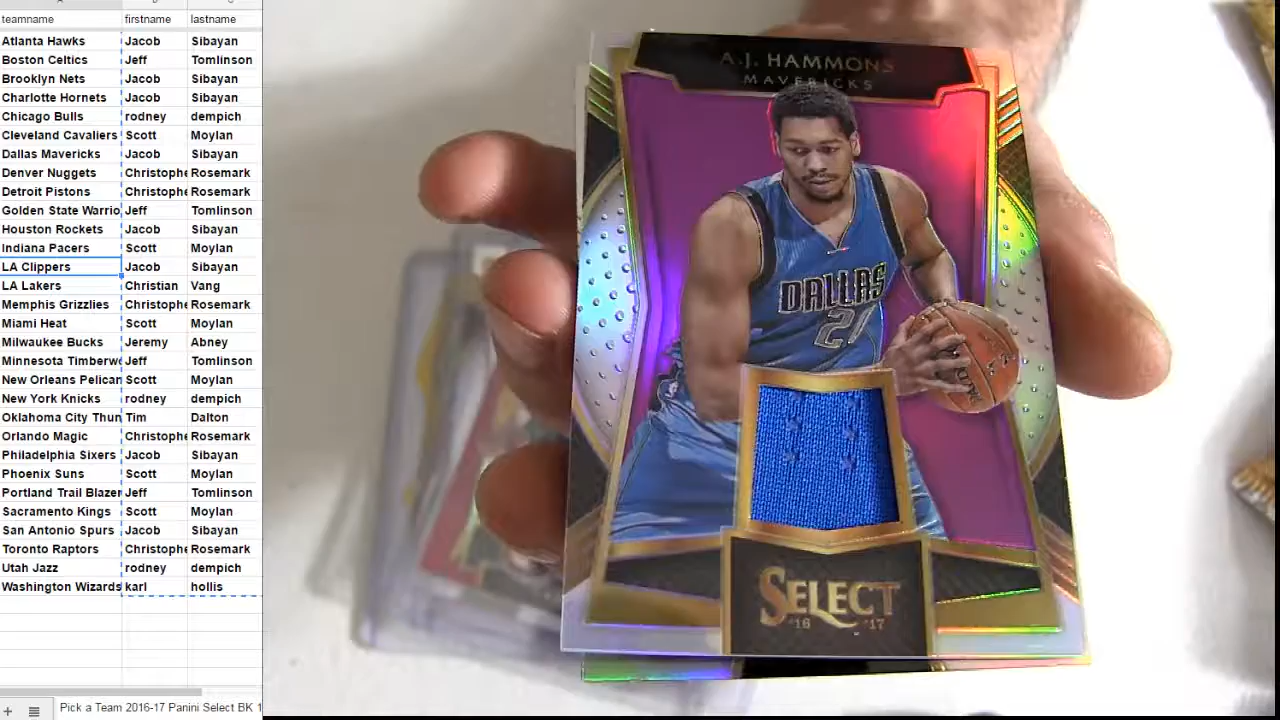 teamname firstname lastname
Atlanta Hawks Jacob Sibayan
Boston Celtics Jeff Tomlinson
Brooklyn Nets Jacob Sibayan
Charlotte Hornets Jacob Sibayan
Chicago Bulls rodney dempich
Cleveland Cavaliers Scott Moylan
Dallas Mavericks Jacob Sibayan
Denver Nuggets Christophe Rosemark
Detroit Pistons Christophe Rosemark
Golden State Warrio Jeff Tomlinson
Houston Rockets Jacob Sibayan
Indiana Pacers Scott Moylan
LA Clippers Jacob Sibayan
LA Lakers Christian Vang
Memphis Grizzlies Christophe Rosemark
Miami Heat Scott Moylan
Milwaukee Bucks Jeremy Abney
Minnesota Timberwo Jeff Tomlinson
New Orleans Pelican Scott Moylan
New York Knicks rodney dempich
Oklahoma City Thun Tim Dalton
Orlando Magic Christophe Rosemark
Philadelphia Sixers Jacob Sibayan
Phoenix Suns Scott Moylan
Portland Trail Blazer Jeff Tomlinson
Sacramento Kings Scott Moylan
San Antonio Spurs Jacob Sibayan
Toronto Raptors Christophe Rosemark
Utah Jazz rodney dempich
Washington Wizards karl hollis
Pick a Team 2016-17 Panini Select BK 1
A.J. HAMMONS
MAVERICKS
DALLAS
21
SELECT
'16 '17